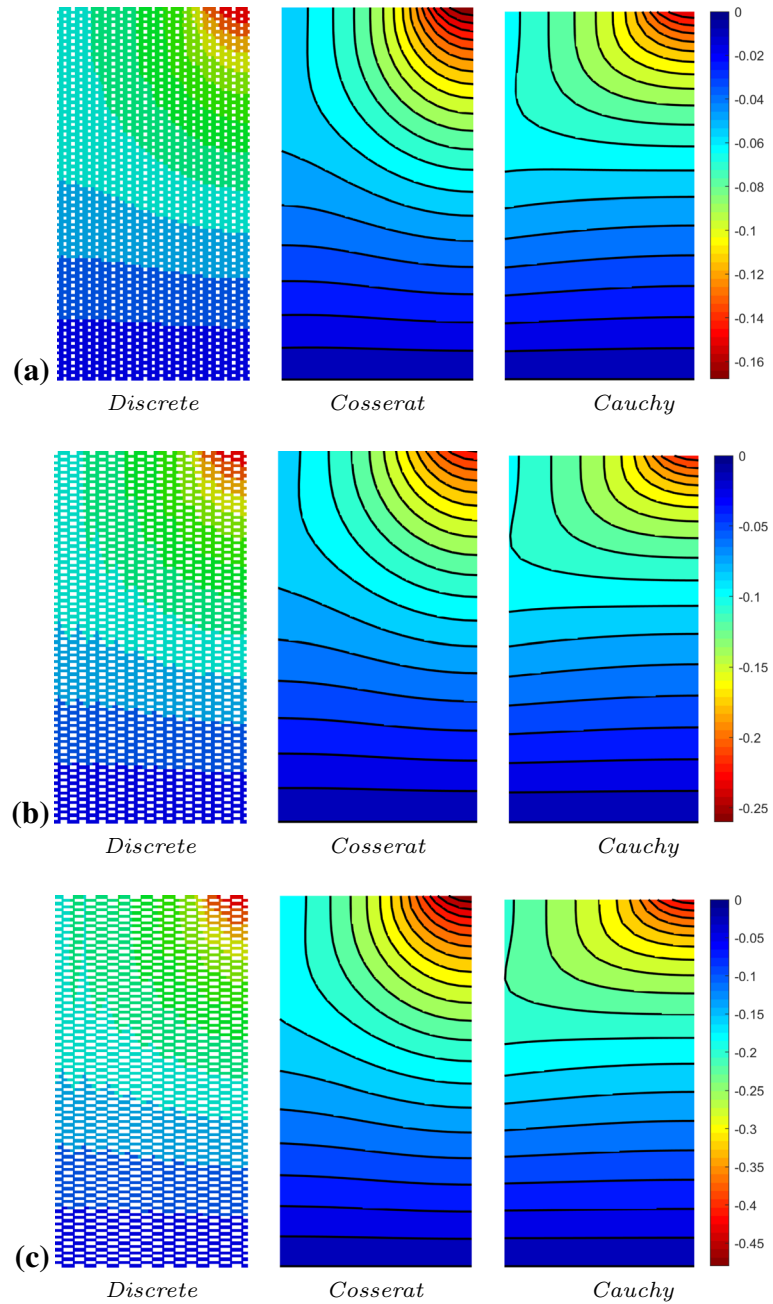 0
-0.02
-0.04
-0.06
-0.08
-0.1
-0.12
-0.14
-0.16
(a)
Discrete
Cosserat
Cauchy
0
-0.05
-0.1
-0.15
-0.2
-0.25
(b)
Discrete
Cosserat
Cauchy
0
-0.05
-0.1
-0.15
-0.2
-0.25
-0.3
-0.35
-0.4
-0.45
(c)
Discrete
Cosserat
Cauchy